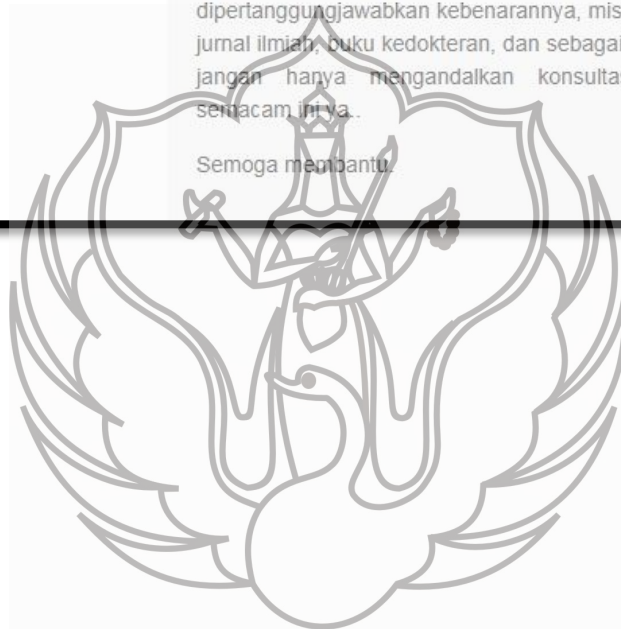 dipertanggungjawabkan kebenarannya, mis
jurnal ilmiah, buku kedokteran, dan sebagai
jangan hanya mengandalkan konsultas
semacam ini ya..
Semoga membantu.